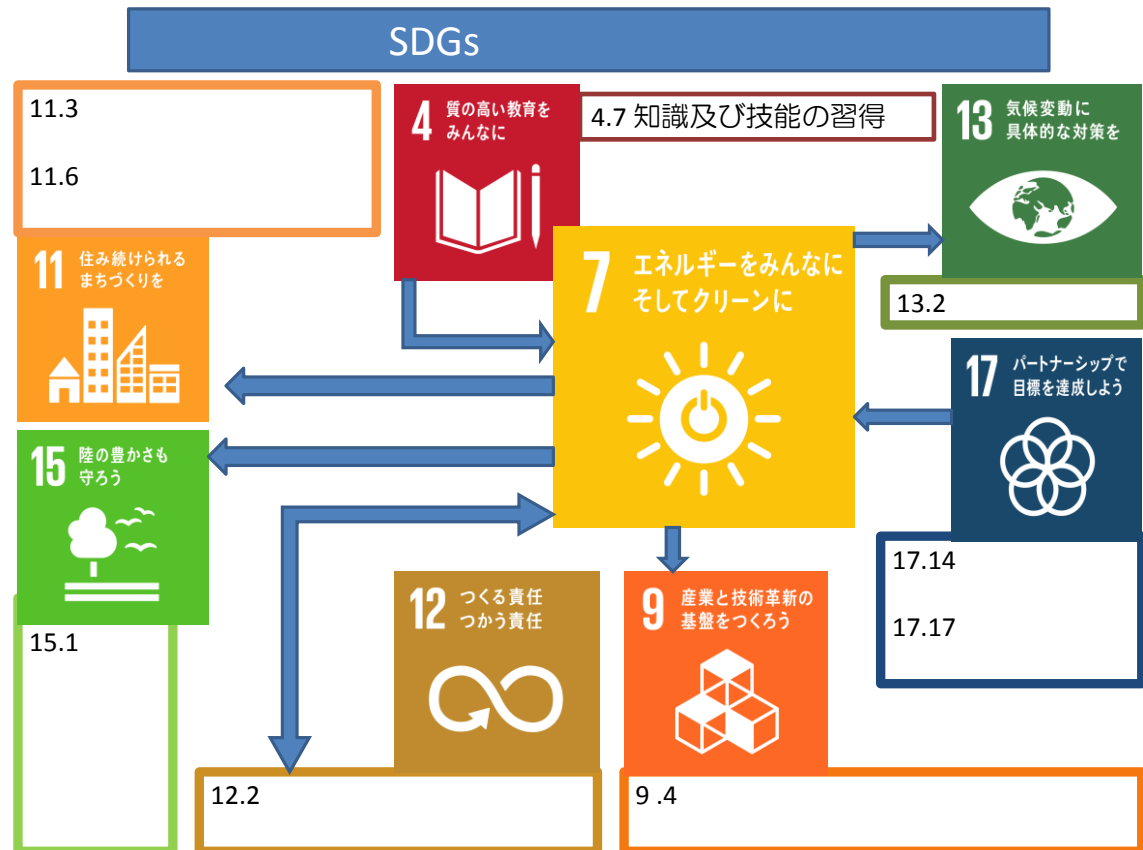 SDGs
11.3
11.6
11 住み続けられる
まちづくりを
4 質の高い教育を
みんなに
4.7 知識及び技能の習得
13 気候変動に
具体的な対策を
13.2
7 エネルギーをみんなに
そしてクリーンに
17 パートナーシップで
目標を達成しよう
17.14
17.17
15 陸の豊かさも
守ろう
15.1
12 つくる責任
つかう責任
12.2
9 産業と技術革新の
基盤をつくろう
9 .4